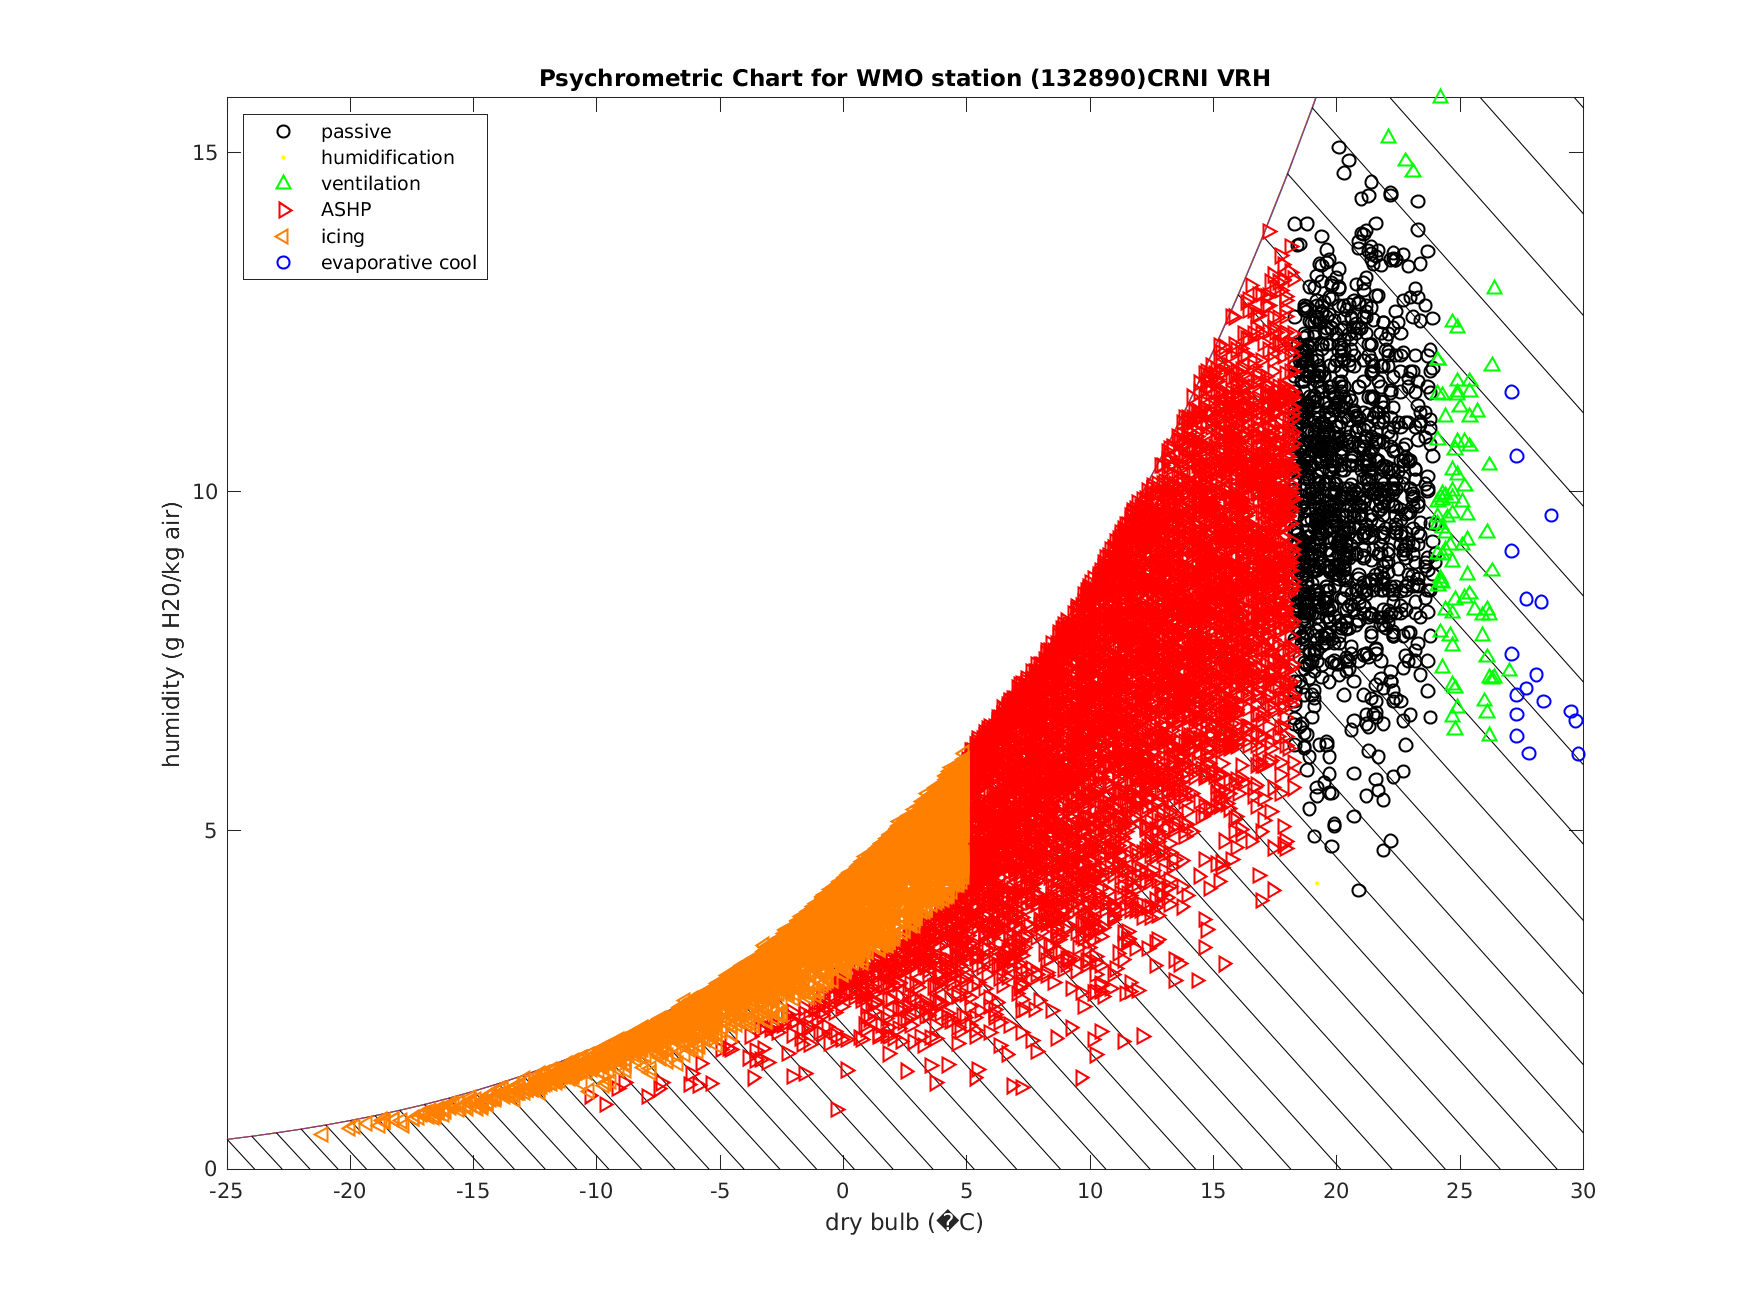 Psychrometric Chart for WMO station (132890)CRNI VRH
passive
humidification
ventilation
ASHP
icing
evaporative cool
15
10
5
0
humidity (g H20/kg air)
-25 -20 -15 -10 -5 0 5 10 15 20 25 30
dry bulb (�C)